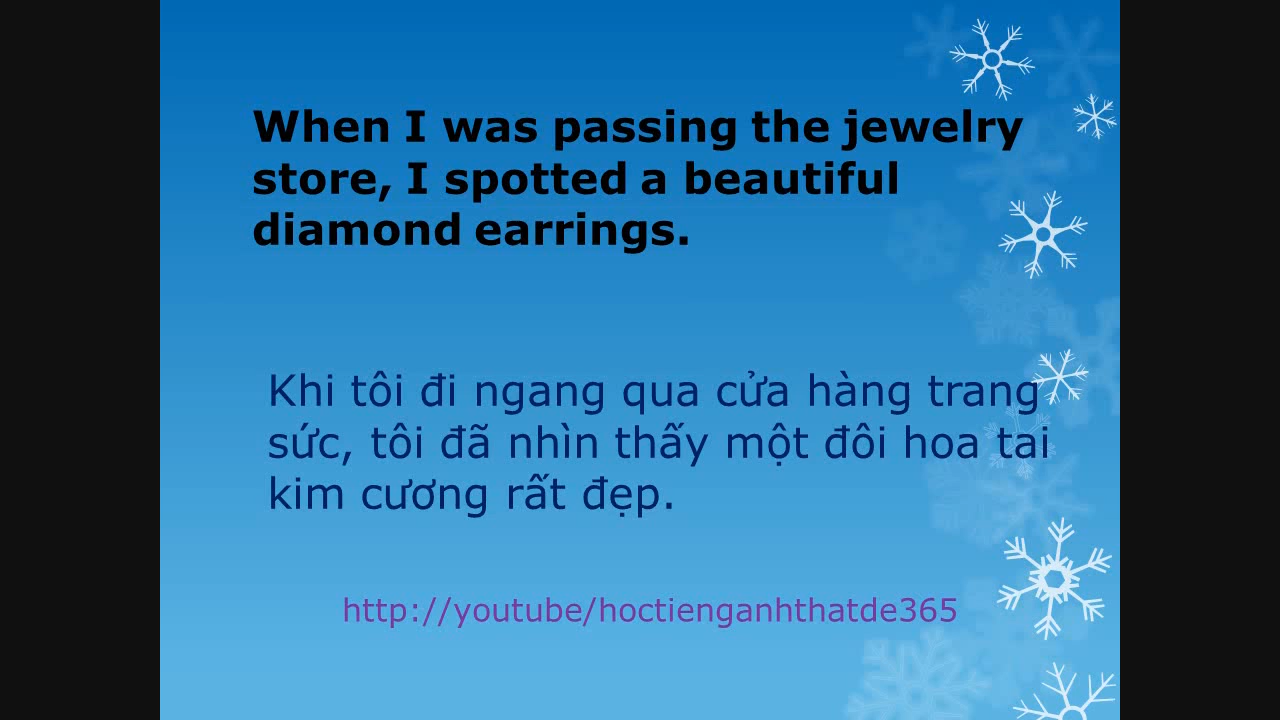 When I was passing the jewelry
store, I spotted a beautiful
diamond earrings.
Khi tôi đi ngang qua cửa hàng trang
sức, tôi đã nhìn thấy một đôi hoa tai
kim cương rất đẹp.
http://youtube/hoctienganhthatde365